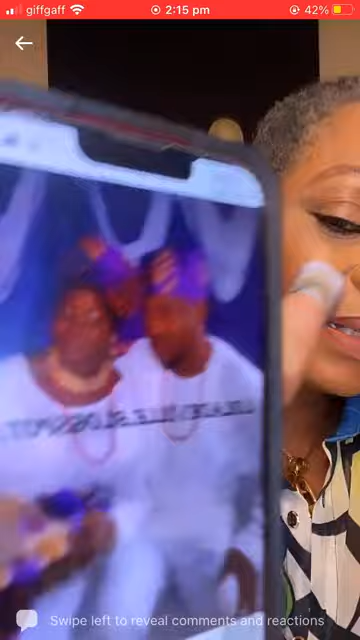 giffgaff
2:15 pm
42%
Swipe left to reveal comments and reactions